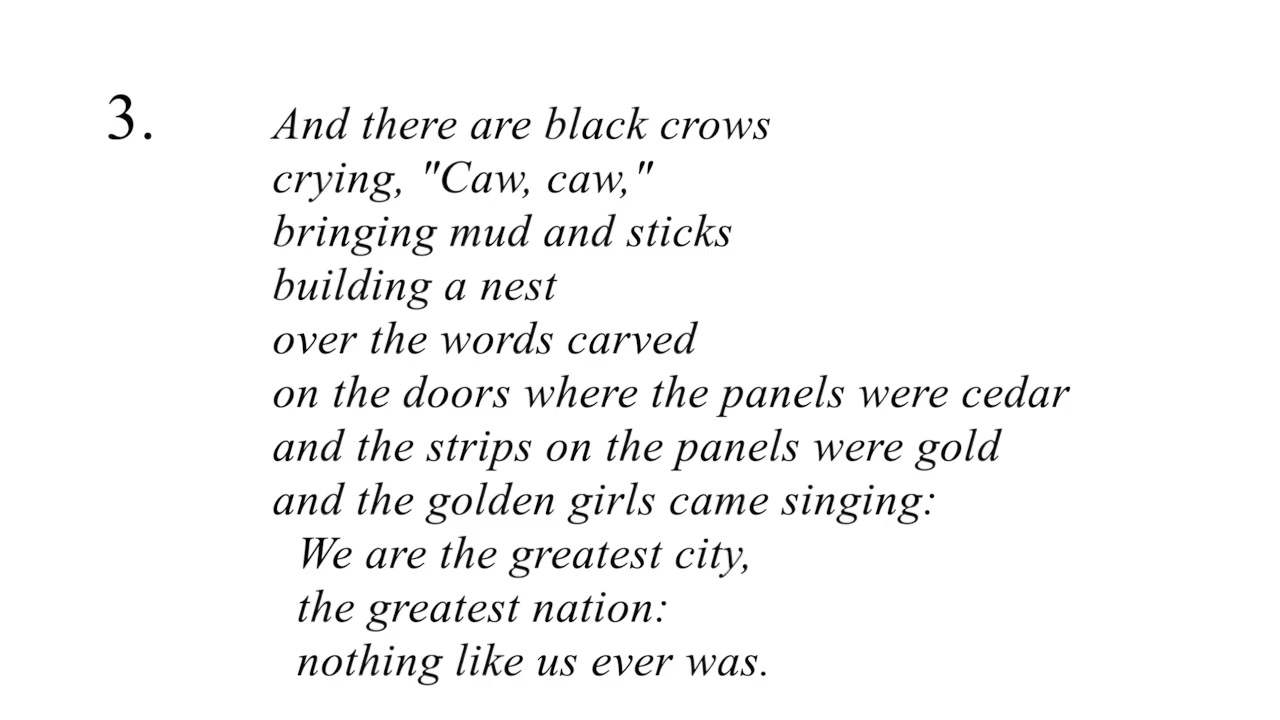 3.
And there are black crows
crying, "Caw, caw,"
bringing mud and sticks
building a nest
over the words carved
on the doors where the panels were cedar
and the strips on the panels were gold
and the golden girls came singing:
We are the greatest city,
the greatest nation:
nothing like us ever was.